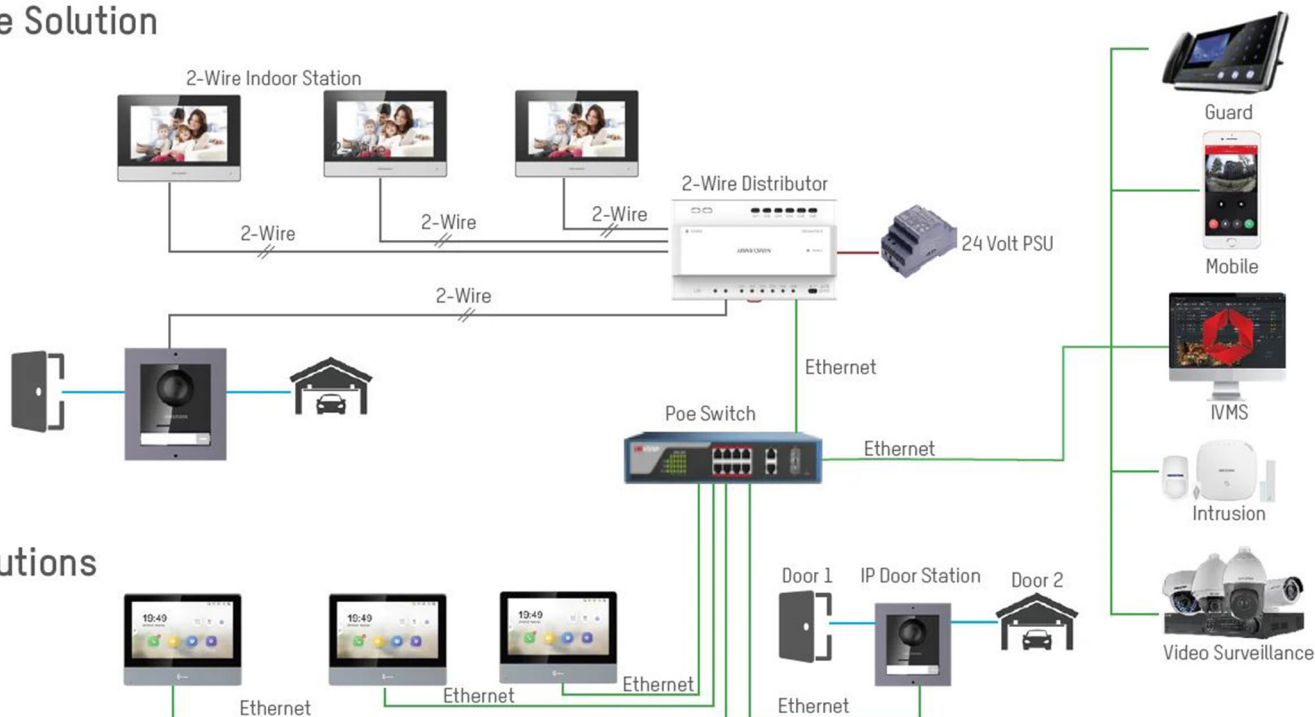 e Solution
2-Wire Indoor Station
2-Wire
2-Wire
2-Wire
2-Wire Distributor
HIKVISION
24 Volt PSU
2-Wire
Ethernet
Poe Switch
Ethernet
Guard
Mobile
IVMS
Intrusion
Video Surveillance
utions
19:49
19:49
19:49
Ethernet
Ethernet
Ethernet
Door 1
IP Door Station
Door 2
Ethernet